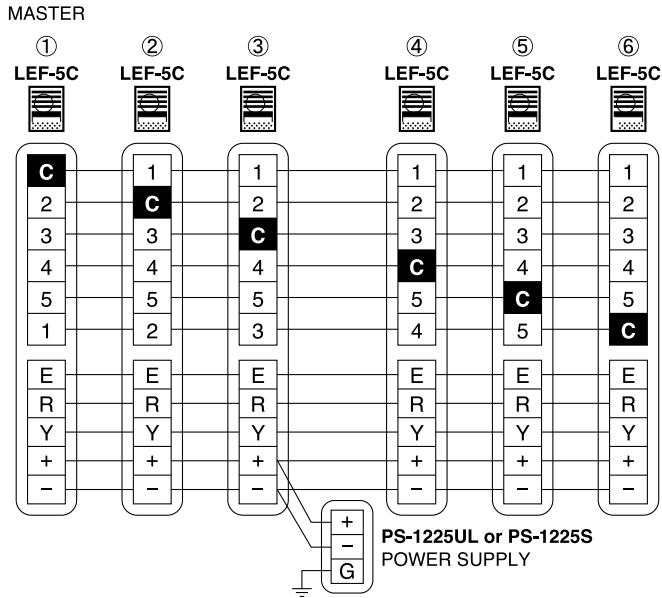 MASTER
① ② ③ ④ ⑤ ⑥
LEF-5C LEF-5C LEF-5C LEF-5C LEF-5C LEF-5C
C 1 1 1 1 1
2 C 2 2 2 2
3 3 C 3 3 3
4 4 4 C 4 4
5 5 5 5 C 5
1 2 3 4 5 C
E E E E E E
R R R R R R
Y Y Y Y Y Y
+ + + + + +
– – – – – –
+
–
G
PS-1225UL or PS-1225S
POWER SUPPLY